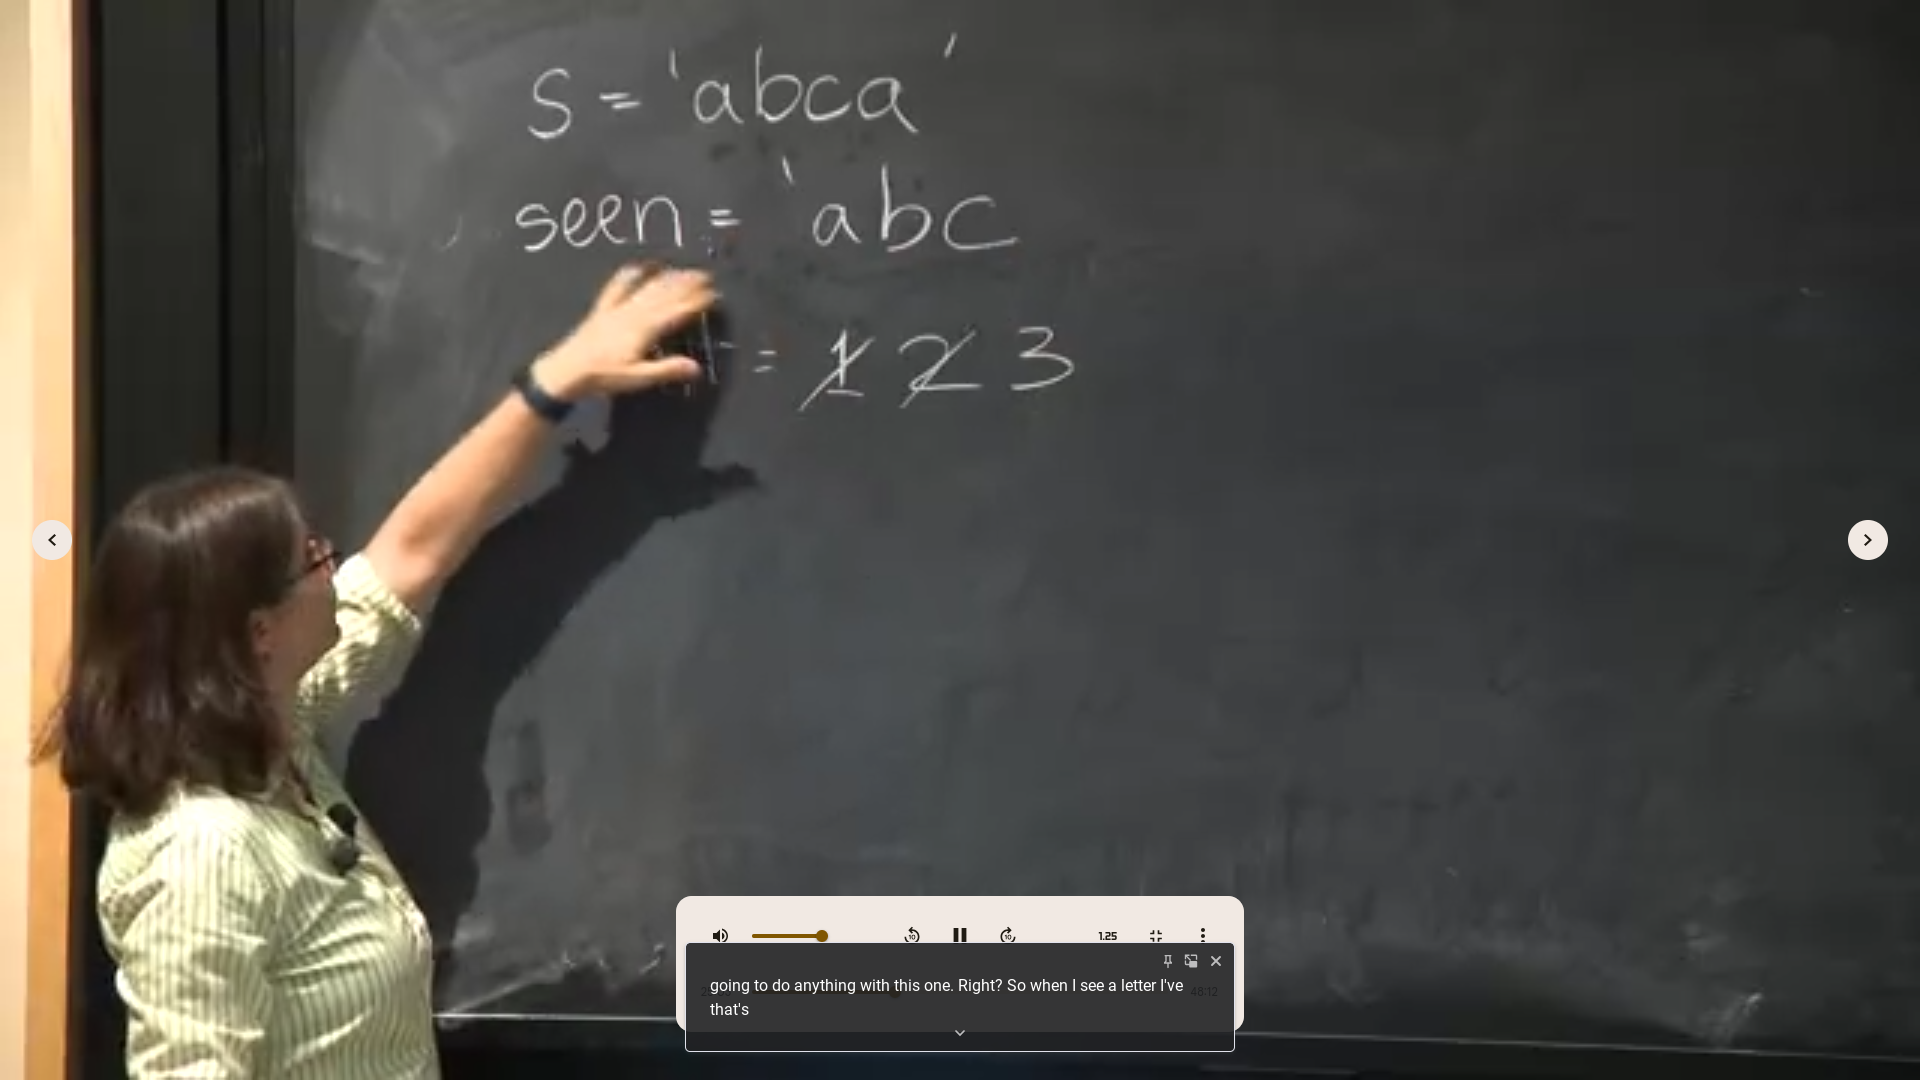 s = 'abca'
seen = 'abc
= 1 2 3
1.25
going to do anything with this one. Right? So when I see a letter I've
that's
46:12